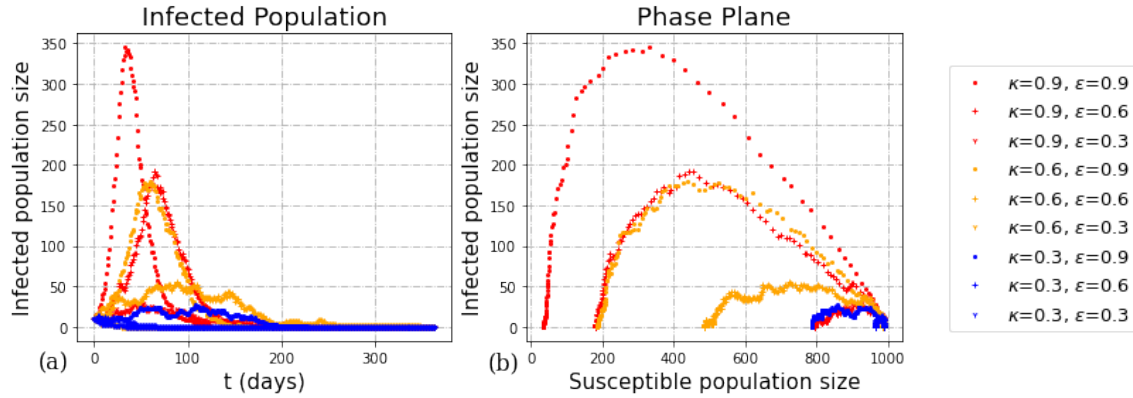 Infected Population
Infected population size
350
300
250
200
150
100
50
0
0
100
200
300
t (days)
(a)
Phase Plane
Infected population size
350
300
250
200
150
100
50
0
0
200
400
600
800
1000
Susceptible population size
(b)
κ=0.9, ε=0.9
κ=0.9, ε=0.6
κ=0.9, ε=0.3
κ=0.6, ε=0.9
κ=0.6, ε=0.6
κ=0.6, ε=0.3
κ=0.3, ε=0.9
κ=0.3, ε=0.6
κ=0.3, ε=0.3